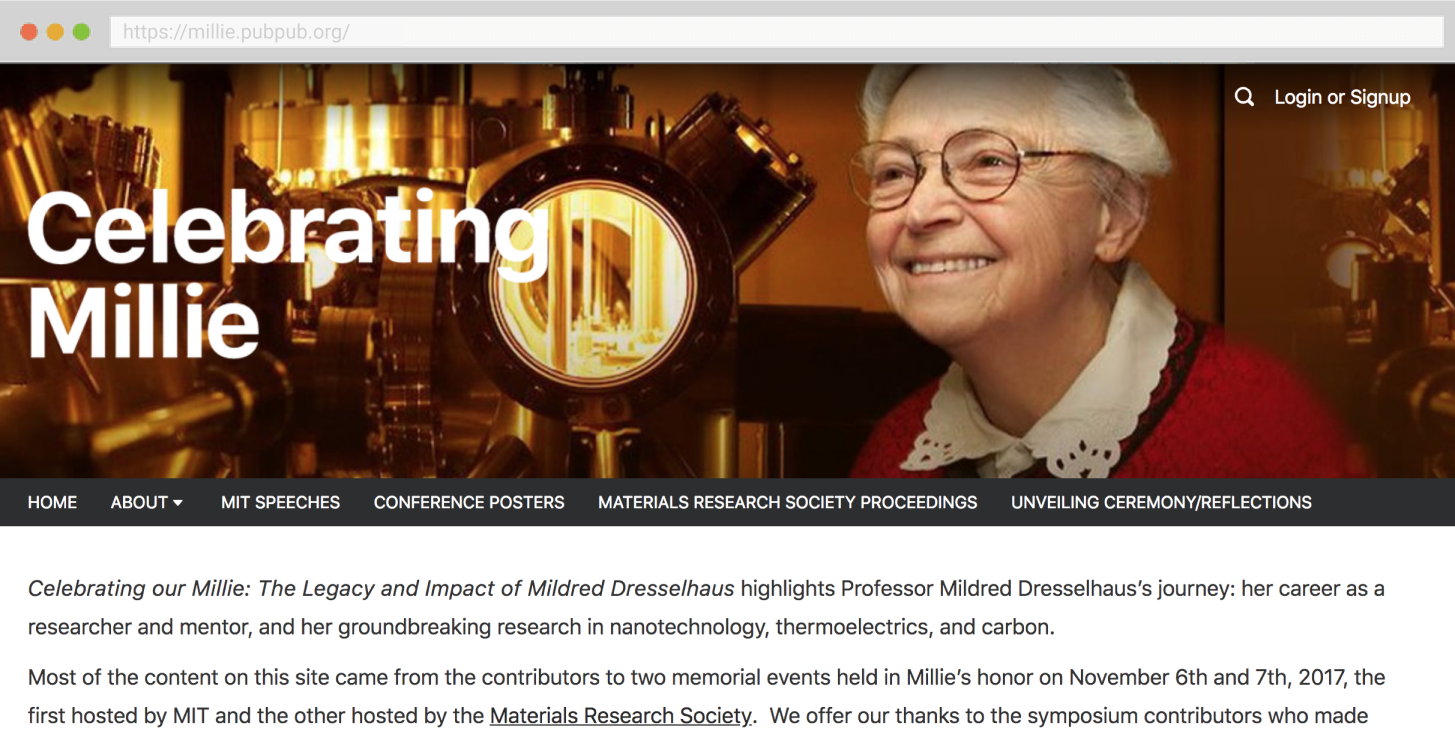 https://millie.pubpub.org/
Login or Signup
Celebrating
Millie
HOME ABOUT MIT SPEECHES CONFERENCE POSTERS MATERIALS RESEARCH SOCIETY PROCEEDINGS UNVEILING CEREMONY/REFLECTIONS
Celebrating our Millie: The Legacy and Impact of Mildred Dresselhaus highlights Professor Mildred Dresselhaus’s journey: her career as a
researcher and mentor, and her groundbreaking research in nanotechnology, thermoelectrics, and carbon.
Most of the content on this site came from the contributors to two memorial events held in Millie’s honor on November 6th and 7th, 2017, the
first hosted by MIT and the other hosted by the Materials Research Society.  We offer our thanks to the symposium contributors who made